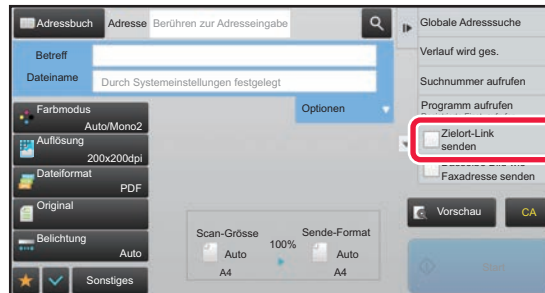 Adressbuch
Adresse
Berühren zur Adresseingabe
Betreff
Dateiname
Durch Systemeinstellungen festgelegt
Optionen
Farbmodus
Auto/Mono2
Auflösung
200x200dpi
Dateiformat
PDF
Original
Belichtung
Auto
Sonstiges
Scan-Grösse
Auto
A4
100%
Sende-Format
Auto
A4
Globale Adresssuche
Verlauf wird ges.
Suchnummer aufrufen
Programm aufrufen
Zielort-Link
senden
Faxadresse senden
Vorschau
CA
Start